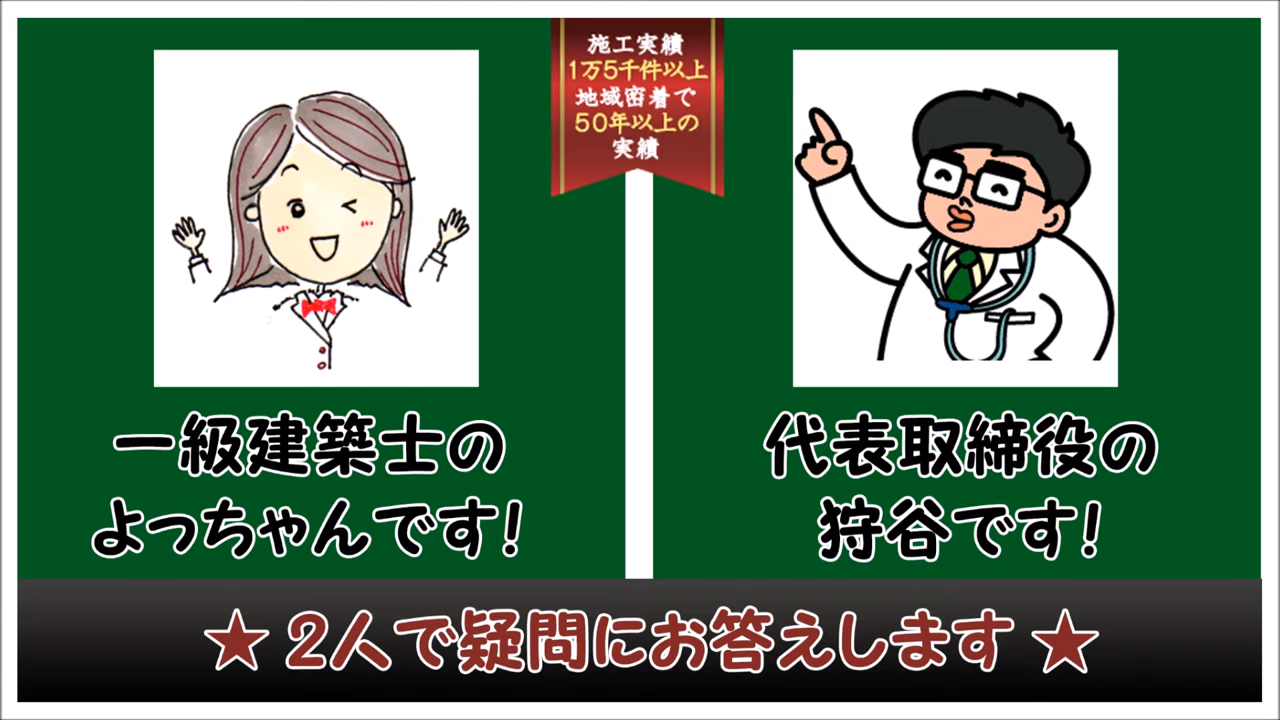 施工実績
1万5千件以上
地域密着で
50年以上の
実績
一級建築士の
よっちゃんです!
代表取締役の
狩谷です!
★ 2人で疑問にお答えします ★